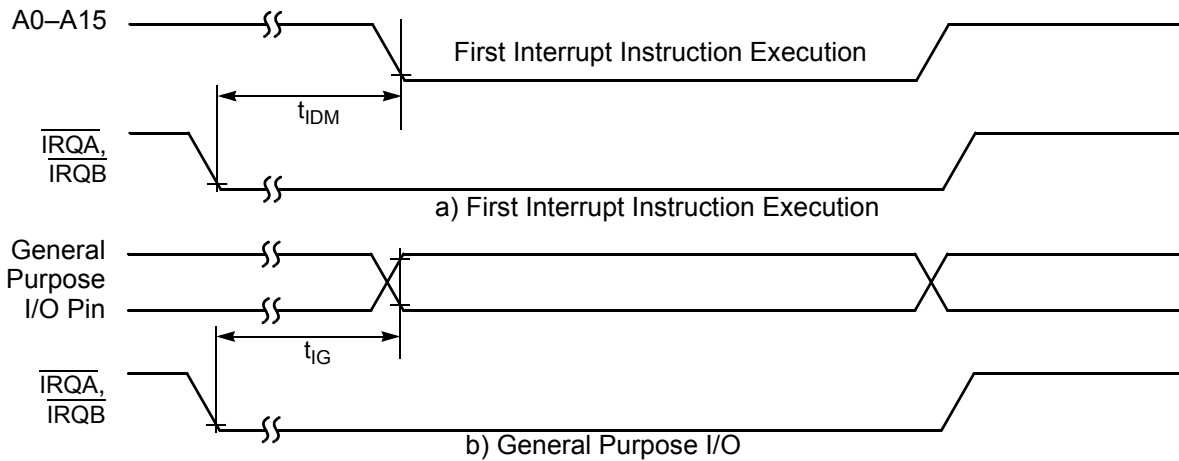 A0–A15
First Interrupt Instruction Execution
tIDM
IRQA,
IRQB
a) First Interrupt Instruction Execution
General
Purpose
I/O Pin
tIG
IRQA,
IRQB
b) General Purpose I/O